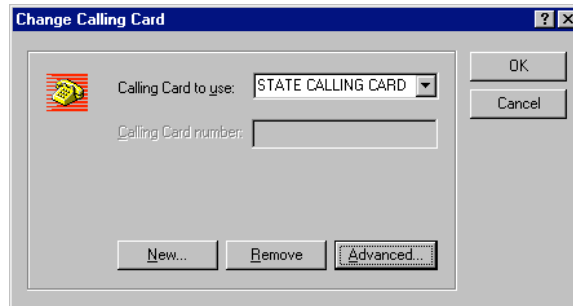 Change Calling Card
OK
Calling Card to use: STATE CALLING CARD
Cancel
Calling Card number:
New... Remove Advanced...